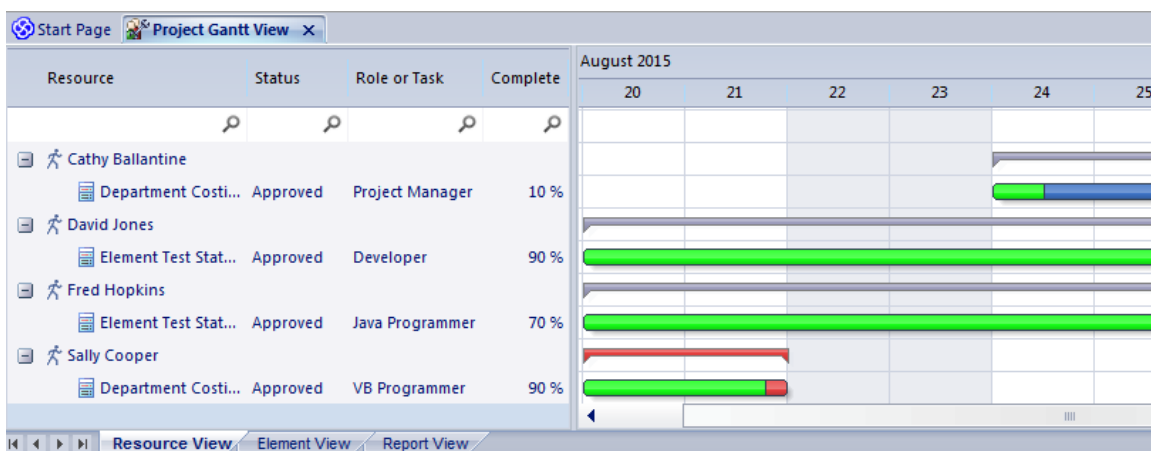 Start Page Project Gantt View X
August 2015
Resource Status Role or Task Complete
20 21 22 23 24 25
Cathy Ballantine
Department Costi... Approved Project Manager 10 %
David Jones
Element Test Stat... Approved Developer 90 %
Fred Hopkins
Element Test Stat... Approved Java Programmer 70 %
Sally Cooper
Department Costi... Approved VB Programmer 90 %
Resource View Element View Report View